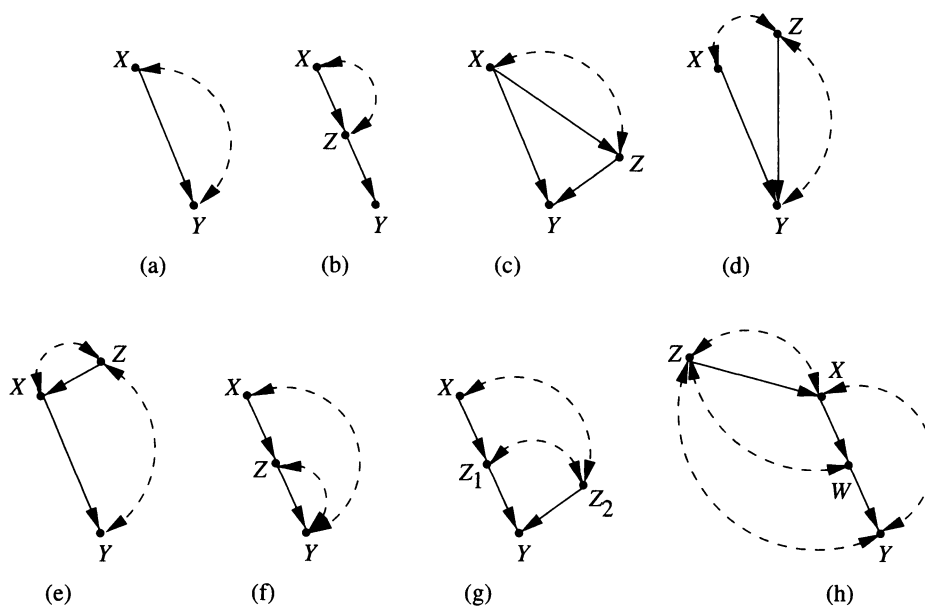 X Y
(a)
X Z Y
(b)
X Z Y
(c)
X Z Y
(d)
X Z Y
(e)
X Z Y
(f)
X Z1 Z2 Y
(g)
Z X W Y
(h)